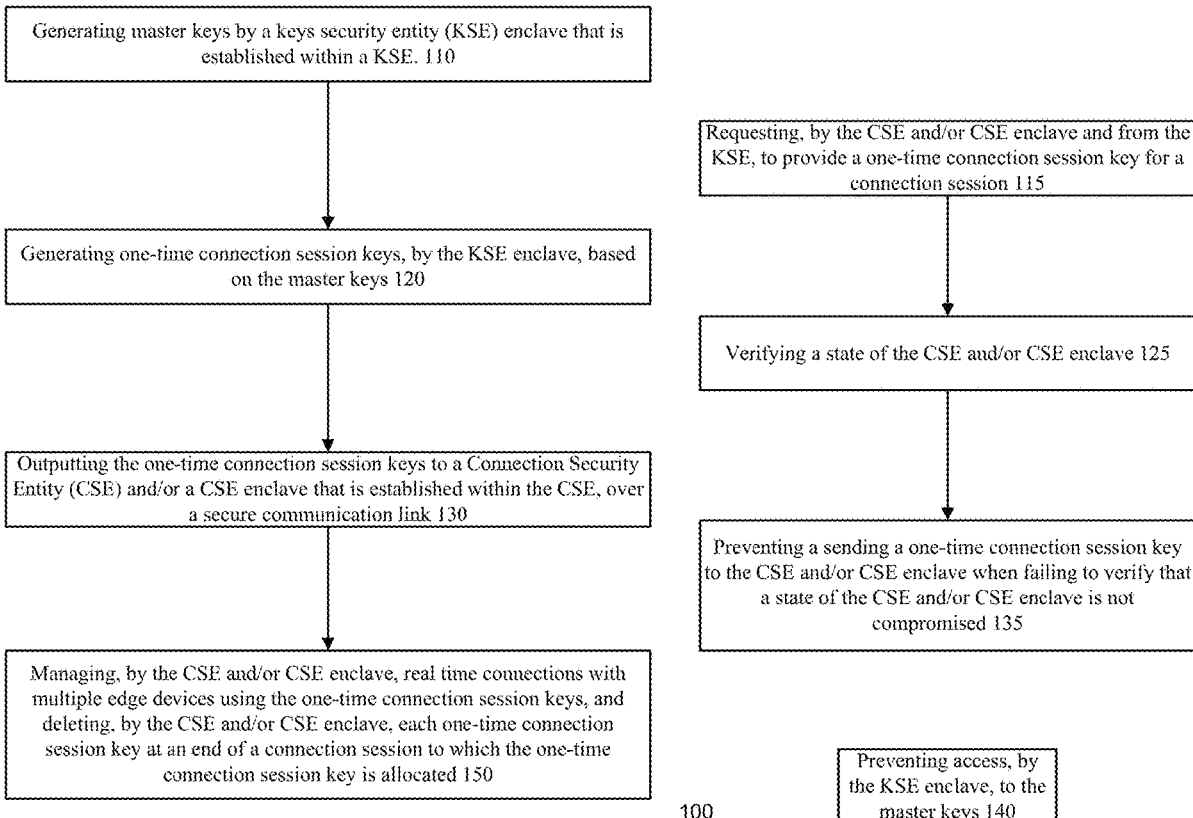 Generating master keys by a keys security entity (KSE) enclave that is
established within a KSE. 110
Generating one-time connection session keys, by the KSE enclave, based
on the master keys 120
Outputting the one-time connection session keys to a Connection Security
Entity (CSE) and/or a CSE enclave that is established within the CSE, over
a secure communication link 130
Managing, by the CSE and/or CSE enclave, real time connections with
multiple edge devices using the one-time connection session keys, and
deleting, by the CSE and/or CSE enclave, each one-time connection
session key at an end of a connection session to which the one-time
connection session key is allocated 150
Requesting, by the CSE and/or CSE enclave and from the
KSE, to provide a one-time connection session key for a
connection session 115
Verifying a state of the CSE and/or CSE enclave 125
Preventing a sending a one-time connection session key
to the CSE and/or CSE enclave when failing to verify that
a state of the CSE and/or CSE enclave is not
compromised 135
Preventing access, by
the KSE enclave, to the
master keys 140
100